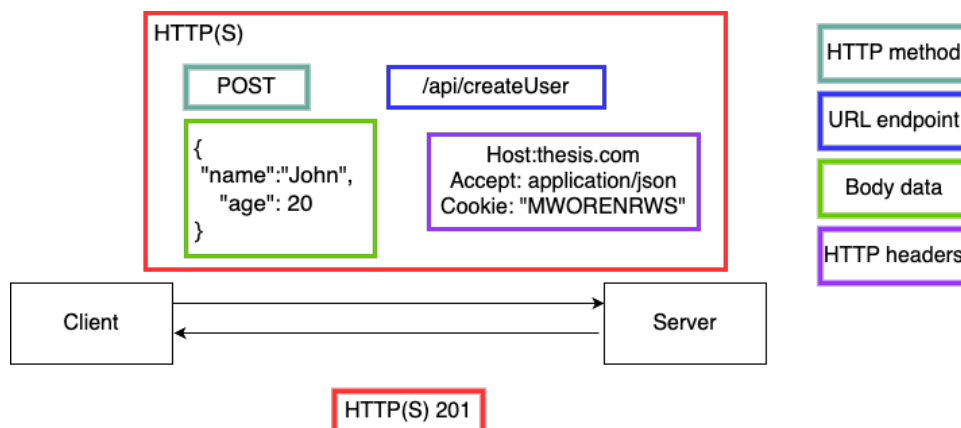 HTTP(S)
POST
/api/createUser
{
"name":"John",
"age": 20
}
Host:thesis.com
Accept: application/json
Cookie: "MWORENRWS"
HTTP method
URL endpoint
Body data
HTTP headers
Client
Server
HTTP(S) 201